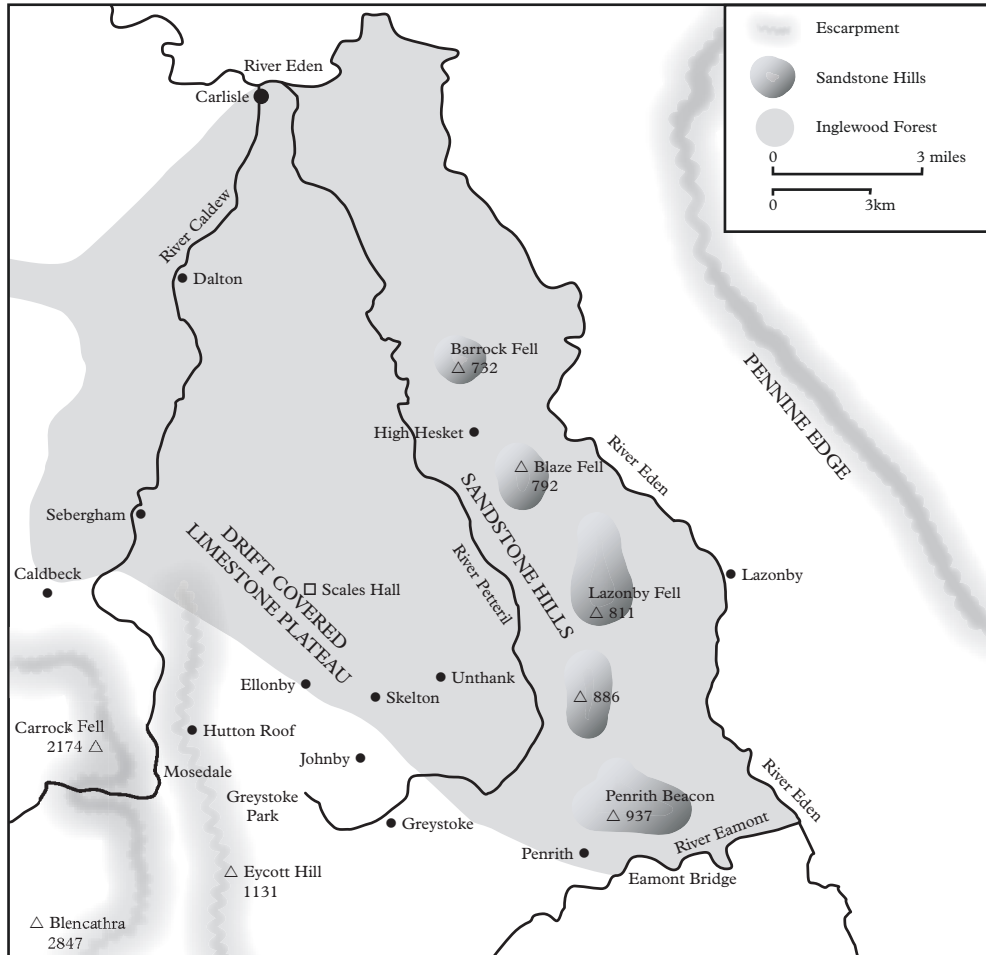 Escarpment
Sandstone Hills
Inglewood Forest
0 3 miles
0 3km
River Eden
Carlisle
River Caldew
Dalton
PENNINE EDGE
Barrock Fell
732
High Hesket
Blaze Fell
792
River Eden
SANDSTONE HILLS
Sebergham
DRIFT COVERED
LIMESTONE PLATEAU
River Petteril
Caldbeck
Scales Hall
Lazonby
Lazonby Fell
811
Ellonby
Skelton
Unthank
886
Carrock Fell
2174
Hutton Roof
Johnby
Mosedale
Greystoke
Park
Greystoke
Penrith Beacon
937
River Eden
River Eamont
Penrith
Eamont Bridge
Eycott Hill
1131
Blencathra
2847